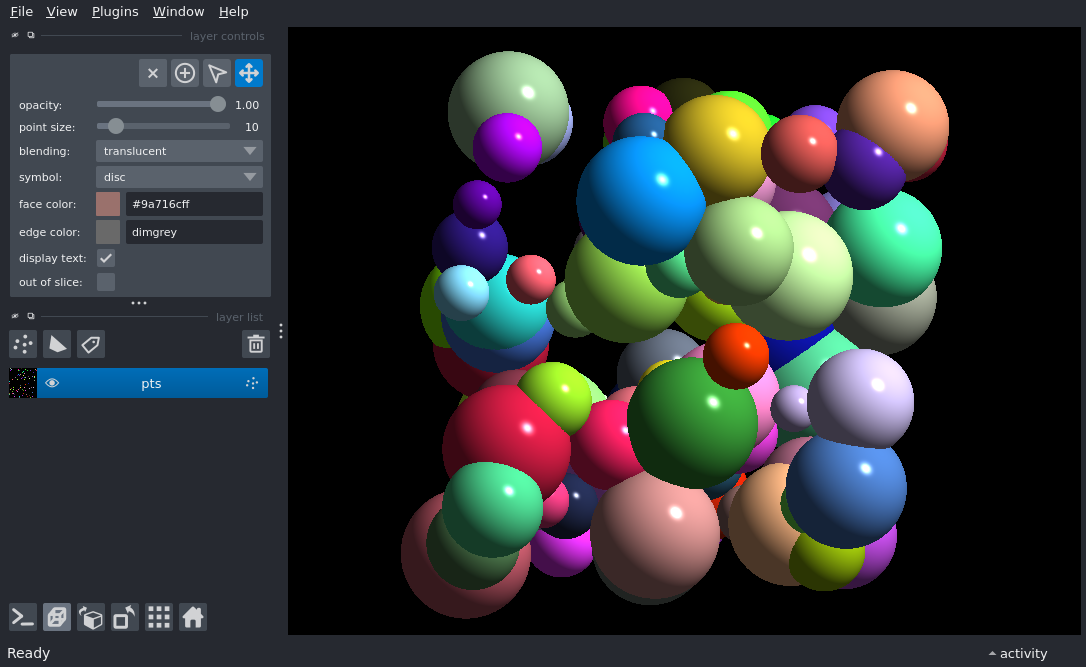 File View Plugins Window Help
layer controls
opacity: 1.00
point size: 10
blending: translucent
symbol: disc
face color: #9a716cff
edge color: dimgrey
display text:
out of slice:
layer list
pts
Ready
activity